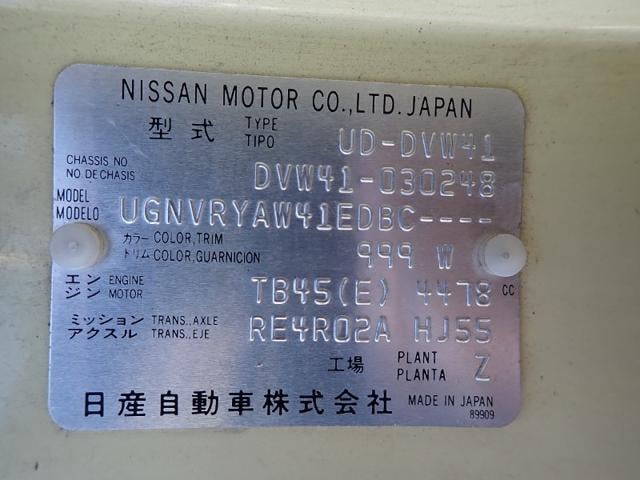 NISSAN MOTOR CO.,LTD. JAPAN
型式 TYPE TIPO UD-DVW41
CHASSIS NO
NO.DE CHASIS DVW41-030248
MODEL
MODELO UGNVRYAW41EDBC----
カラー COLOR,TRIM
トリム COLOR,GUARNICION 999 W
エンジン ENGINE MOTOR TB45(E) 4478 CC
ミッション TRANS.,AXLE
アクスル TRANS.,EJE RE4R02A HJ55
工場 PLANT PLANTA Z
日産自動車株式会社 MADE IN JAPAN
89909